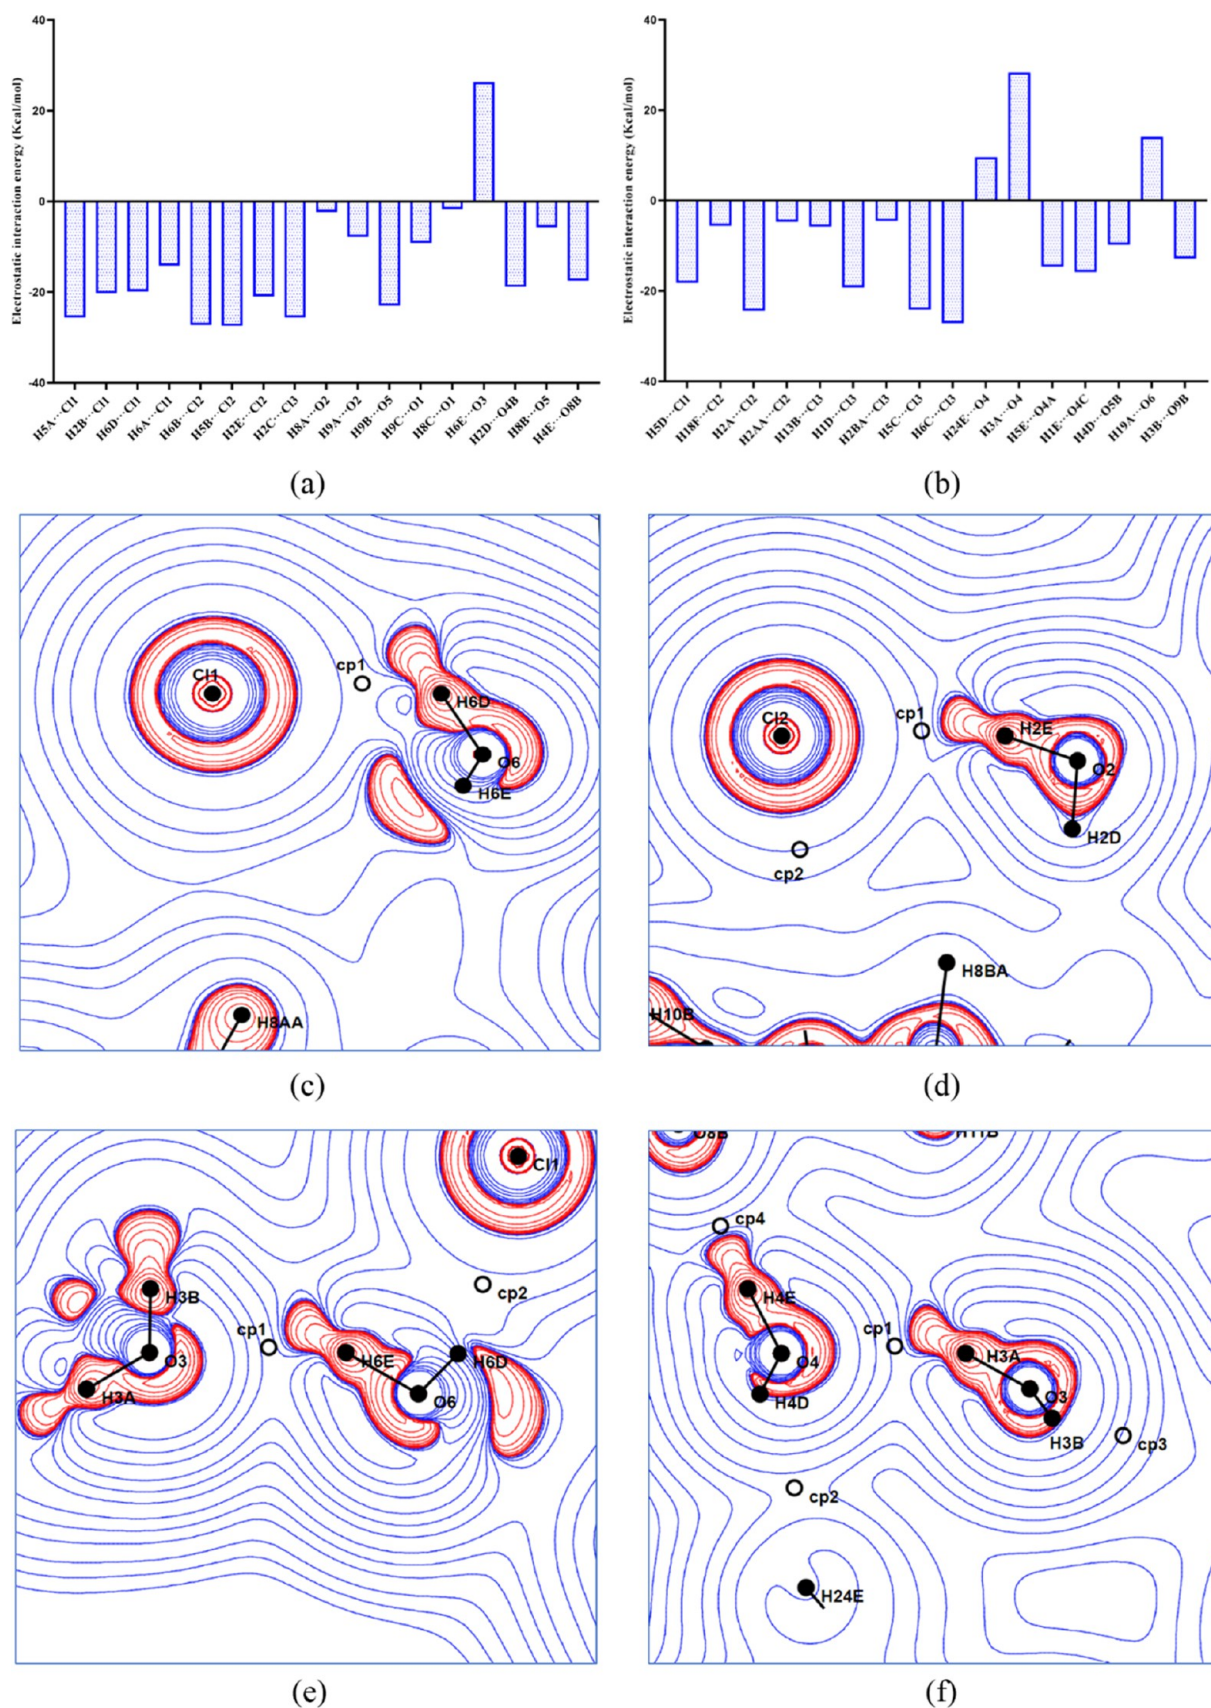 40
20
0
-20
-40
Electrostatic interaction energy (Kcal/mol)
H5A···Cl1
H2B···Cl1
H6D···Cl1
H6A···Cl1
H6B···Cl2
H5B···Cl2
H2E···Cl2
H2C···Cl3
H8A···O2
H9A···O2
H9B···O5
H9C···O1
H8C···O1
H6E···O3
H2D···O4B
H8B···O5
H4E···O8B
(a)
40
20
0
-20
-40
Electrostatic interaction energy (Kcal/mol)
H5D···Cl1
H18F···Cl2
H2A···Cl2
H2AA···Cl2
H13B···Cl3
H1D···Cl3
H2BA···Cl3
H5C···Cl3
H6C···Cl3
H24E···O4
H3A···O4
H5E···O4A
H1E···O4C
H4D···O5B
H19A···O6
H3B···O9B
(b)
Cl1
cp1
H6D
O6
H6E
H8AA
(c)
Cl2
cp1
H2E
O2
H2D
cp2
H8BA
H10B
(d)
Cl1
cp2
H3B
cp1
O3
H6E
H6D
H3A
O6
(e)
O8B
H11B
cp4
H4E
cp1
O4
H3A
H4D
O3
H3B
cp3
cp2
H24E
(f)